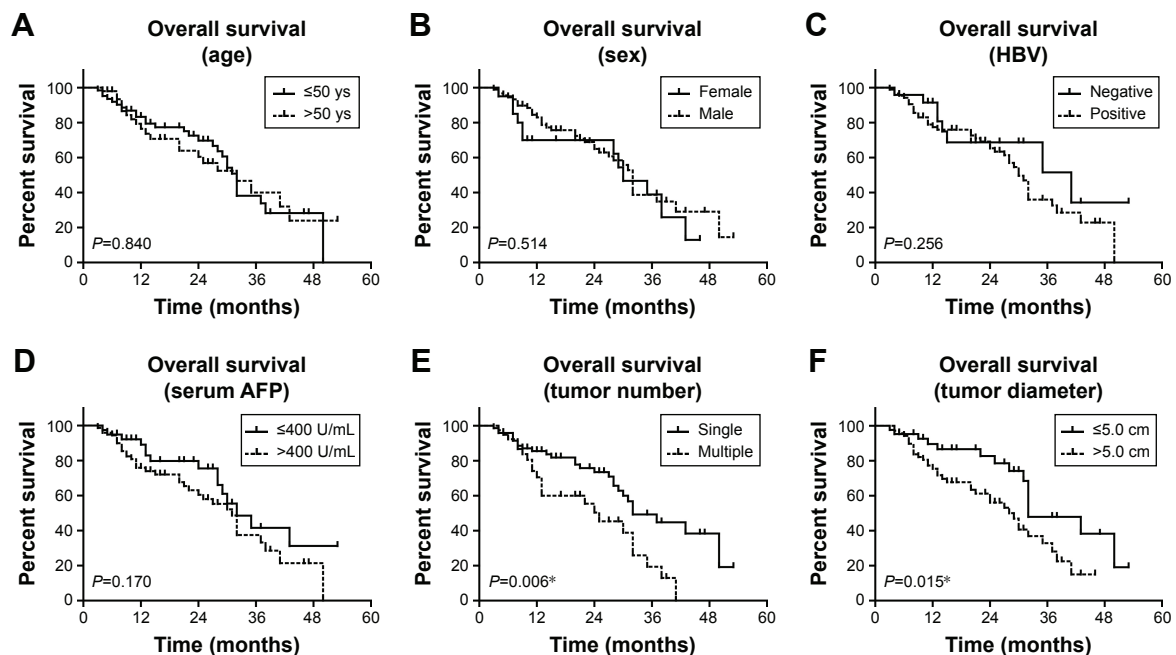 A
Overall survival
(age)
Percent survival
100
80
60
40
20
0
≤50 ys
>50 ys
P=0.840
0 12 24 36 48 60
Time (months)
B
Overall survival
(sex)
Percent survival
100
80
60
40
20
0
Female
Male
P=0.514
0 12 24 36 48 60
Time (months)
C
Overall survival
(HBV)
Percent survival
100
80
60
40
20
0
Negative
Positive
P=0.256
0 12 24 36 48 60
Time (months)
D
Overall survival
(serum AFP)
Percent survival
100
80
60
40
20
0
≤400 U/mL
>400 U/mL
P=0.170
0 12 24 36 48 60
Time (months)
E
Overall survival
(tumor number)
Percent survival
100
80
60
40
20
0
Single
Multiple
P=0.006*
0 12 24 36 48 60
Time (months)
F
Overall survival
(tumor diameter)
Percent survival
100
80
60
40
20
0
≤5.0 cm
>5.0 cm
P=0.015*
0 12 24 36 48 60
Time (months)